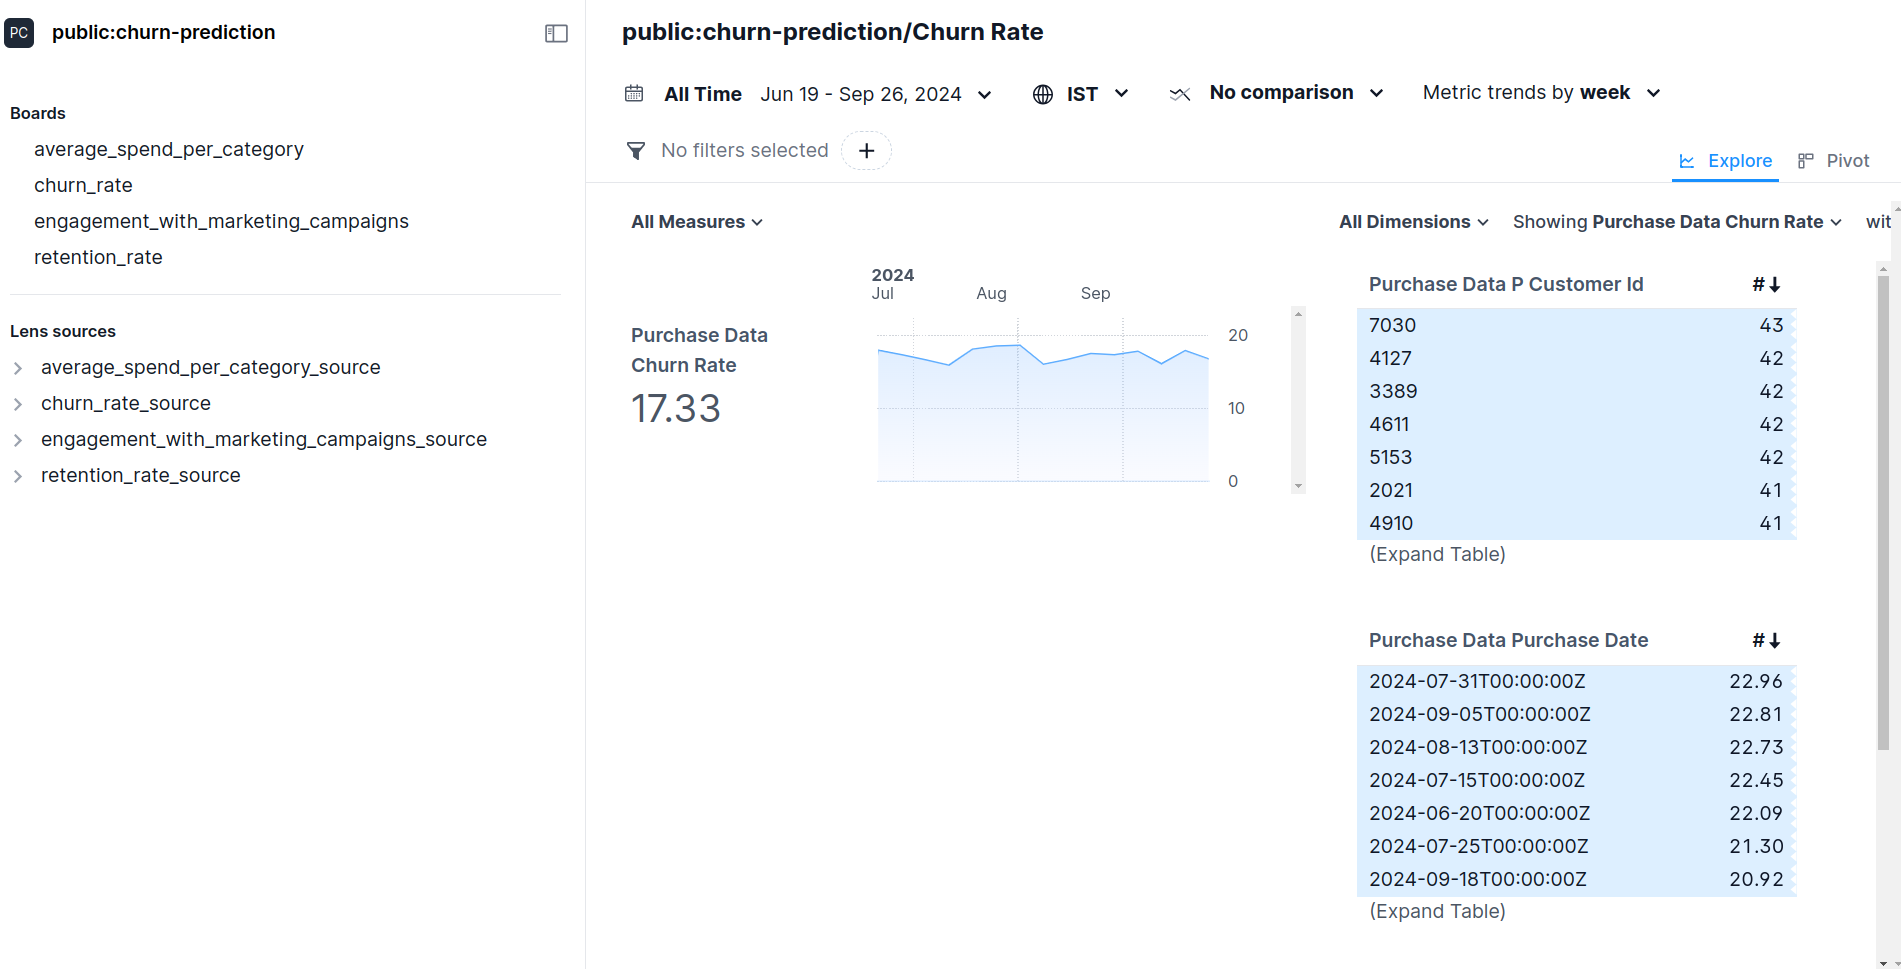 PC public:churn-prediction
Boards
average_spend_per_category
churn_rate
engagement_with_marketing_campaigns
retention_rate
Lens sources
average_spend_per_category_source
churn_rate_source
engagement_with_marketing_campaigns_source
retention_rate_source
public:churn-prediction/Churn Rate
All Time Jun 19 - Sep 26, 2024 IST No comparison Metric trends by week
No filters selected +
Explore Pivot
All Measures
2024
Jul Aug Sep
Purchase Data
Churn Rate
17.33
20
10
0
All Dimensions Showing Purchase Data Churn Rate wit
Purchase Data P Customer Id #
7030 43
4127 42
3389 42
4611 42
5153 42
2021 41
4910 41
(Expand Table)
Purchase Data Purchase Date #
2024-07-31T00:00:00Z 22.96
2024-09-05T00:00:00Z 22.81
2024-08-13T00:00:00Z 22.73
2024-07-15T00:00:00Z 22.45
2024-06-20T00:00:00Z 22.09
2024-07-25T00:00:00Z 21.30
2024-09-18T00:00:00Z 20.92
(Expand Table)